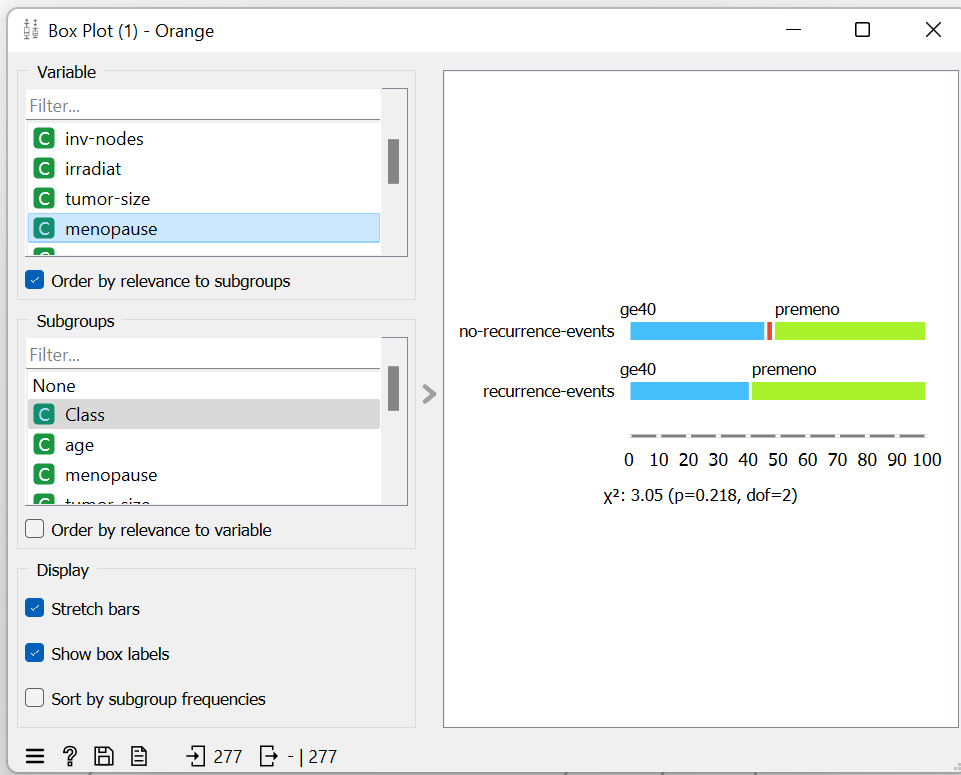 Box Plot (1) - Orange
Variable
Filter...
C inv-nodes
C irradiat
C tumor-size
C menopause
Order by relevance to subgroups
Subgroups
Filter...
None
C Class
C age
C menopause
C tumor-size
Order by relevance to variable
Display
Stretch bars
Show box labels
Sort by subgroup frequencies
? 277 - | 277
ge40 premeno
no-recurrence-events
ge40 premeno
recurrence-events
0 10 20 30 40 50 60 70 80 90 100
χ²: 3.05 (p=0.218, dof=2)